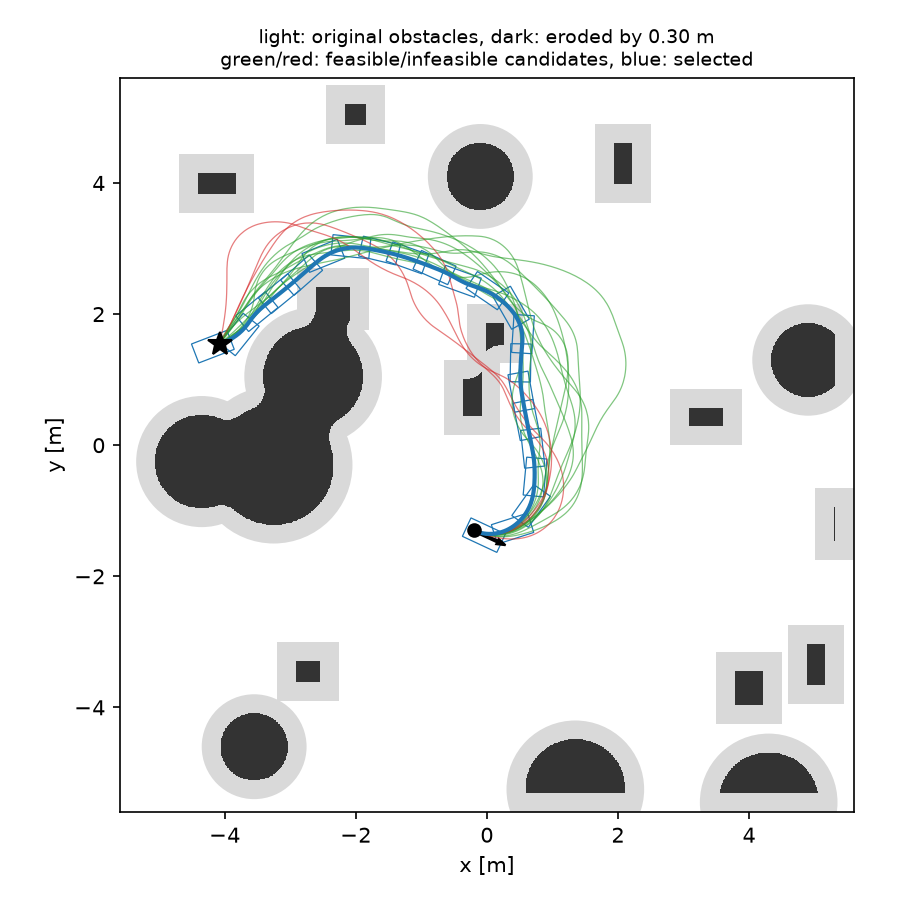 light: original obstacles, dark: eroded by 0.30 m
green/red: feasible/infeasible candidates, blue: selected
4
2
0
−2
−4
y [m]
−4
−2
0
2
4
x [m]